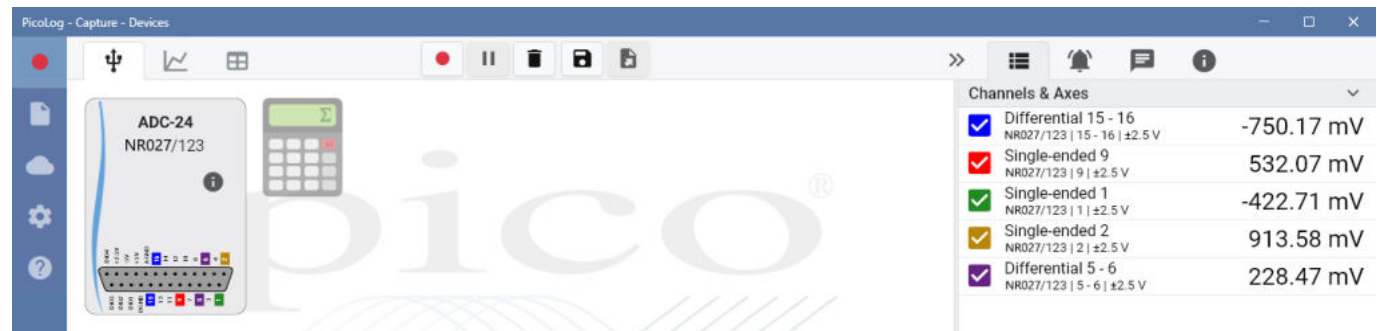 PicoLog - Capture - Devices
ADC-24
NR027/123
Σ
pico®
Channels & Axes
Differential 15 - 16
NR027/123 | 15 - 16 | ±2.5 V
-750.17 mV
Single-ended 9
NR027/123 | 9 | ±2.5 V
532.07 mV
Single-ended 1
NR027/123 | 1 | ±2.5 V
-422.71 mV
Single-ended 2
NR027/123 | 2 | ±2.5 V
913.58 mV
Differential 5 - 6
NR027/123 | 5 - 6 | ±2.5 V
228.47 mV